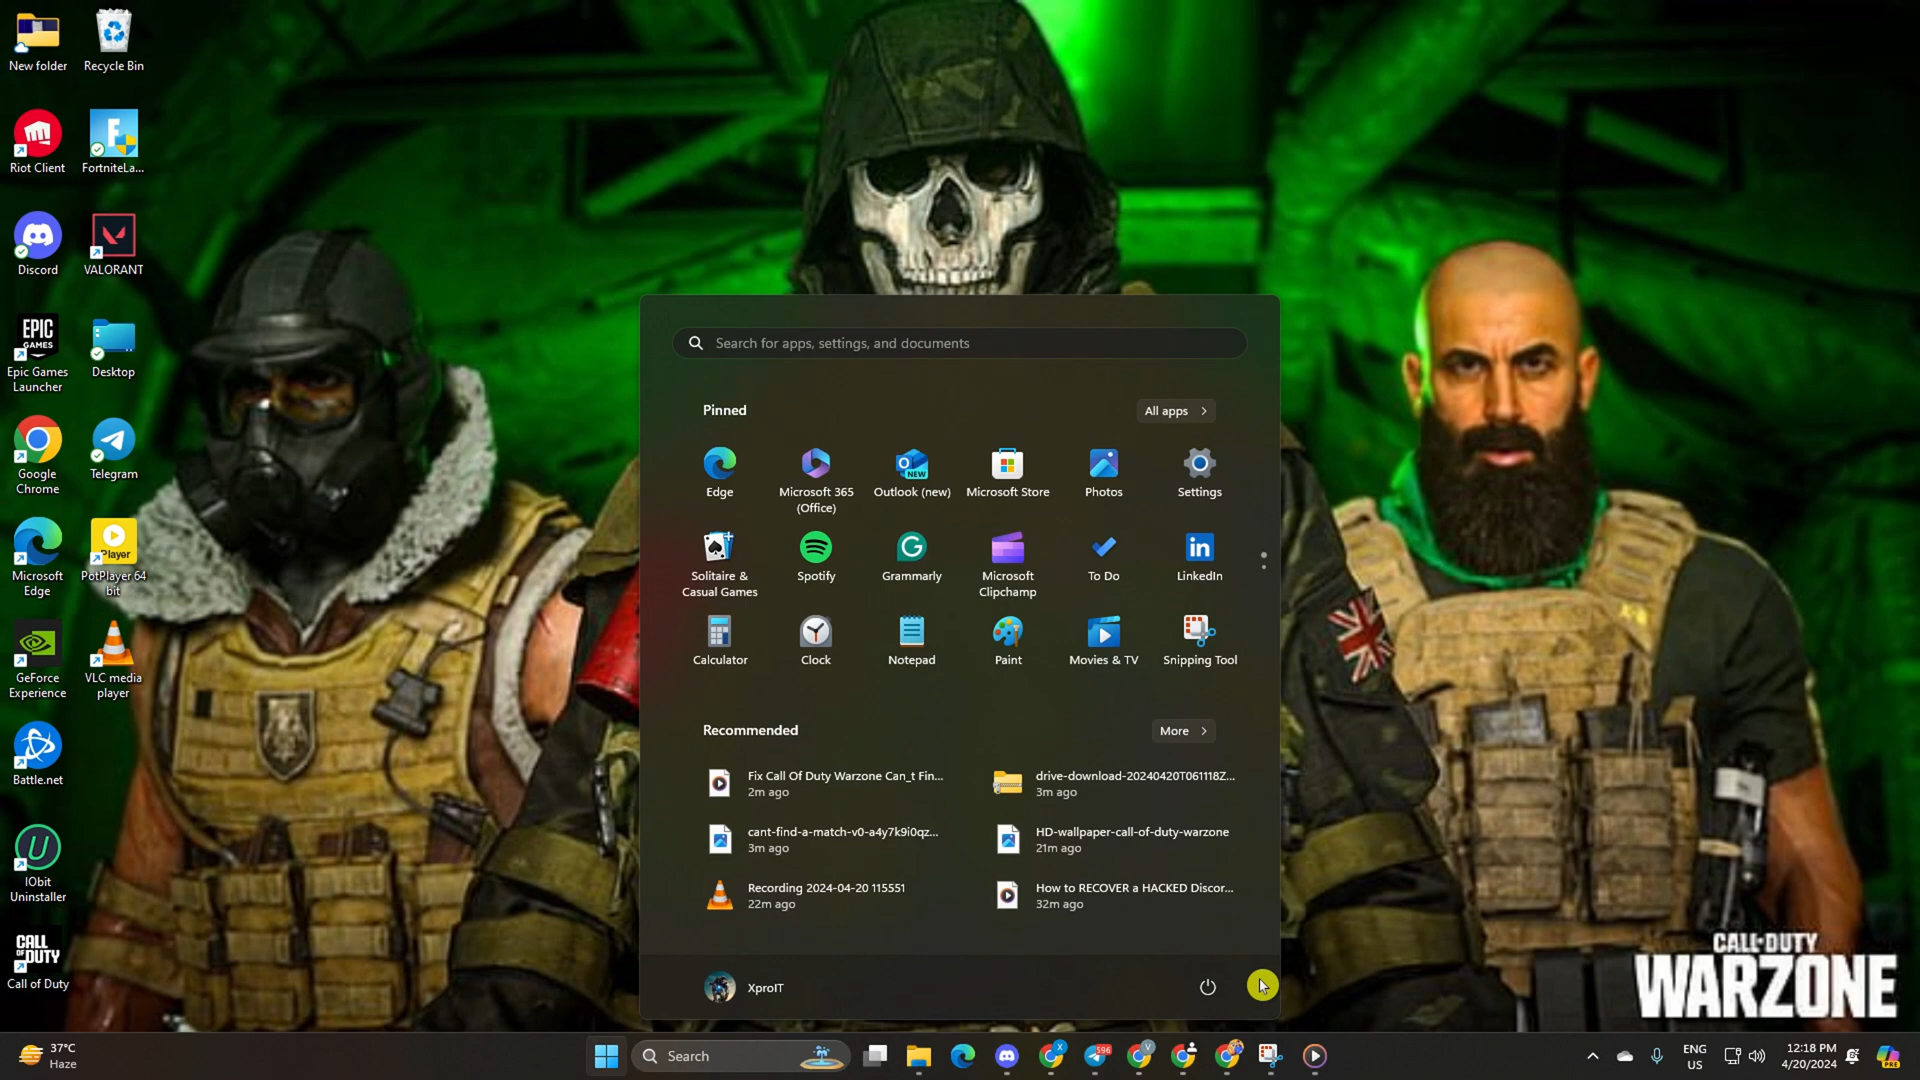 New folder
Recycle Bin
Riot Client
FortniteLa...
Discord
VALORANT
EPIC
GAMES
Epic Games
Launcher
Desktop
Google
Chrome
Telegram
Microsoft
Edge
Player
PotPlayer 64
bit
GeForce
Experience
VLC media
player
Battle.net
IObit
Uninstaller
CALL
OF DUTY
Call of Duty
Search for apps, settings, and documents
Pinned
All apps
Edge
Microsoft 365
(Office)
NEW
Outlook (new)
Microsoft Store
Photos
Settings
Solitaire &
Casual Games
Spotify
Grammarly
Microsoft
Clipchamp
To Do
in
LinkedIn
Calculator
Clock
Notepad
Paint
Movies & TV
Snipping Tool
Recommended
More
Fix Call Of Duty Warzone Can_t Fin...
2m ago
drive-download-20240420T061118Z...
3m ago
cant-find-a-match-v0-a4y7k9i0qz...
3m ago
HD-wallpaper-call-of-duty-warzone
21m ago
Recording 2024-04-20 115551
22m ago
How to RECOVER a HACKED Discor...
32m ago
XproIT
CALL·DUTY
WARZONE
37°C
Haze
Search
X
596
V
ENG
US
12:18 PM
4/20/2024
PRE